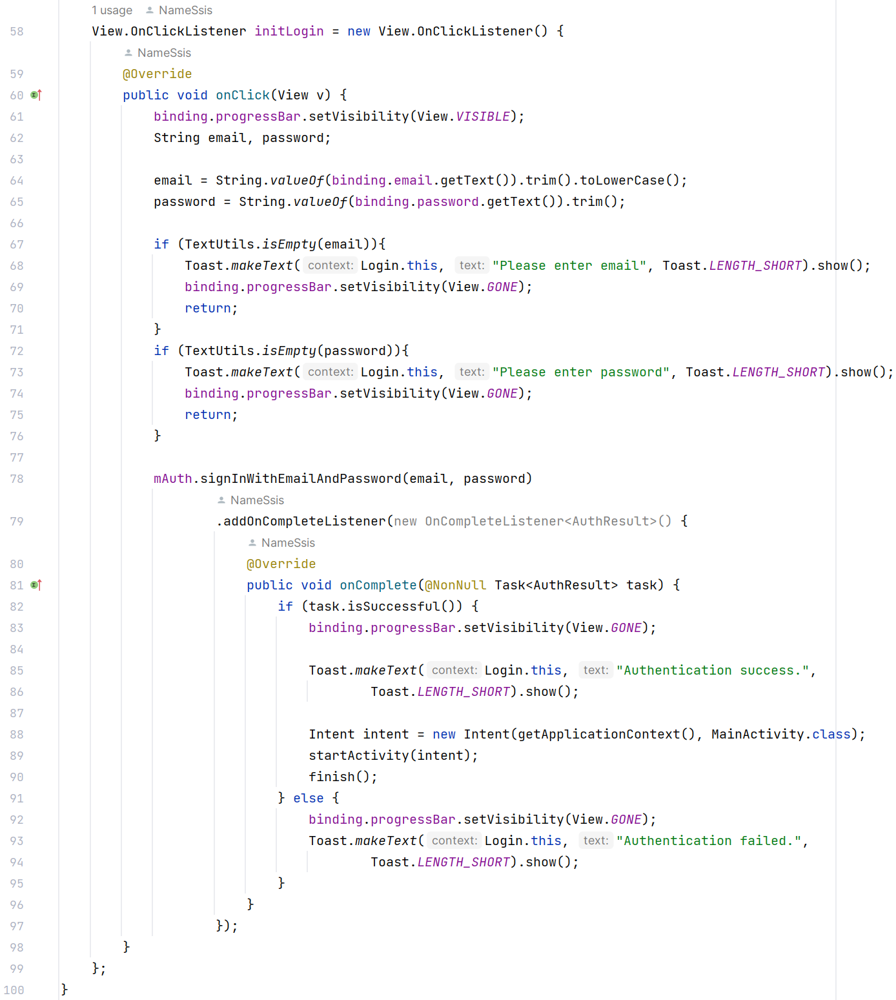 1 usage NameSsis
58 View.OnClickListener initLogin = new View.OnClickListener() {
NameSsis
59 @Override
60 public void onClick(View v) {
61 binding.progressBar.setVisibility(View.VISIBLE);
62 String email, password;
63
64 email = String.valueOf(binding.email.getText()).trim().toLowerCase();
65 password = String.valueOf(binding.password.getText()).trim();
66
67 if (TextUtils.isEmpty(email)){
68 Toast.makeText( context: Login.this, text: "Please enter email", Toast.LENGTH_SHORT).show();
69 binding.progressBar.setVisibility(View.GONE);
70 return;
71 }
72 if (TextUtils.isEmpty(password)){
73 Toast.makeText( context: Login.this, text: "Please enter password", Toast.LENGTH_SHORT).show();
74 binding.progressBar.setVisibility(View.GONE);
75 return;
76 }
77
78 mAuth.signInWithEmailAndPassword(email, password)
NameSsis
79 .addOnCompleteListener(new OnCompleteListener<AuthResult>() {
NameSsis
80 @Override
81 public void onComplete(@NonNull Task<AuthResult> task) {
82 if (task.isSuccessful()) {
83 binding.progressBar.setVisibility(View.GONE);
84
85 Toast.makeText( context: Login.this, text: "Authentication success.",
86 Toast.LENGTH_SHORT).show();
87
88 Intent intent = new Intent(getApplicationContext(), MainActivity.class);
89 startActivity(intent);
90 finish();
91 } else {
92 binding.progressBar.setVisibility(View.GONE);
93 Toast.makeText( context: Login.this, text: "Authentication failed.",
94 Toast.LENGTH_SHORT).show();
95 }
96 }
97 });
98 }
99 };
100 }